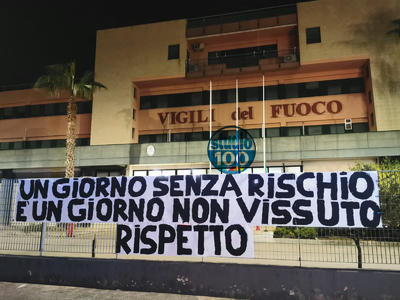 VIGILI del FUOCO
studio
100
UN GIORNO SENZA RISCHIO
È UN GIORNO NON VISSUTO
RISPETTO